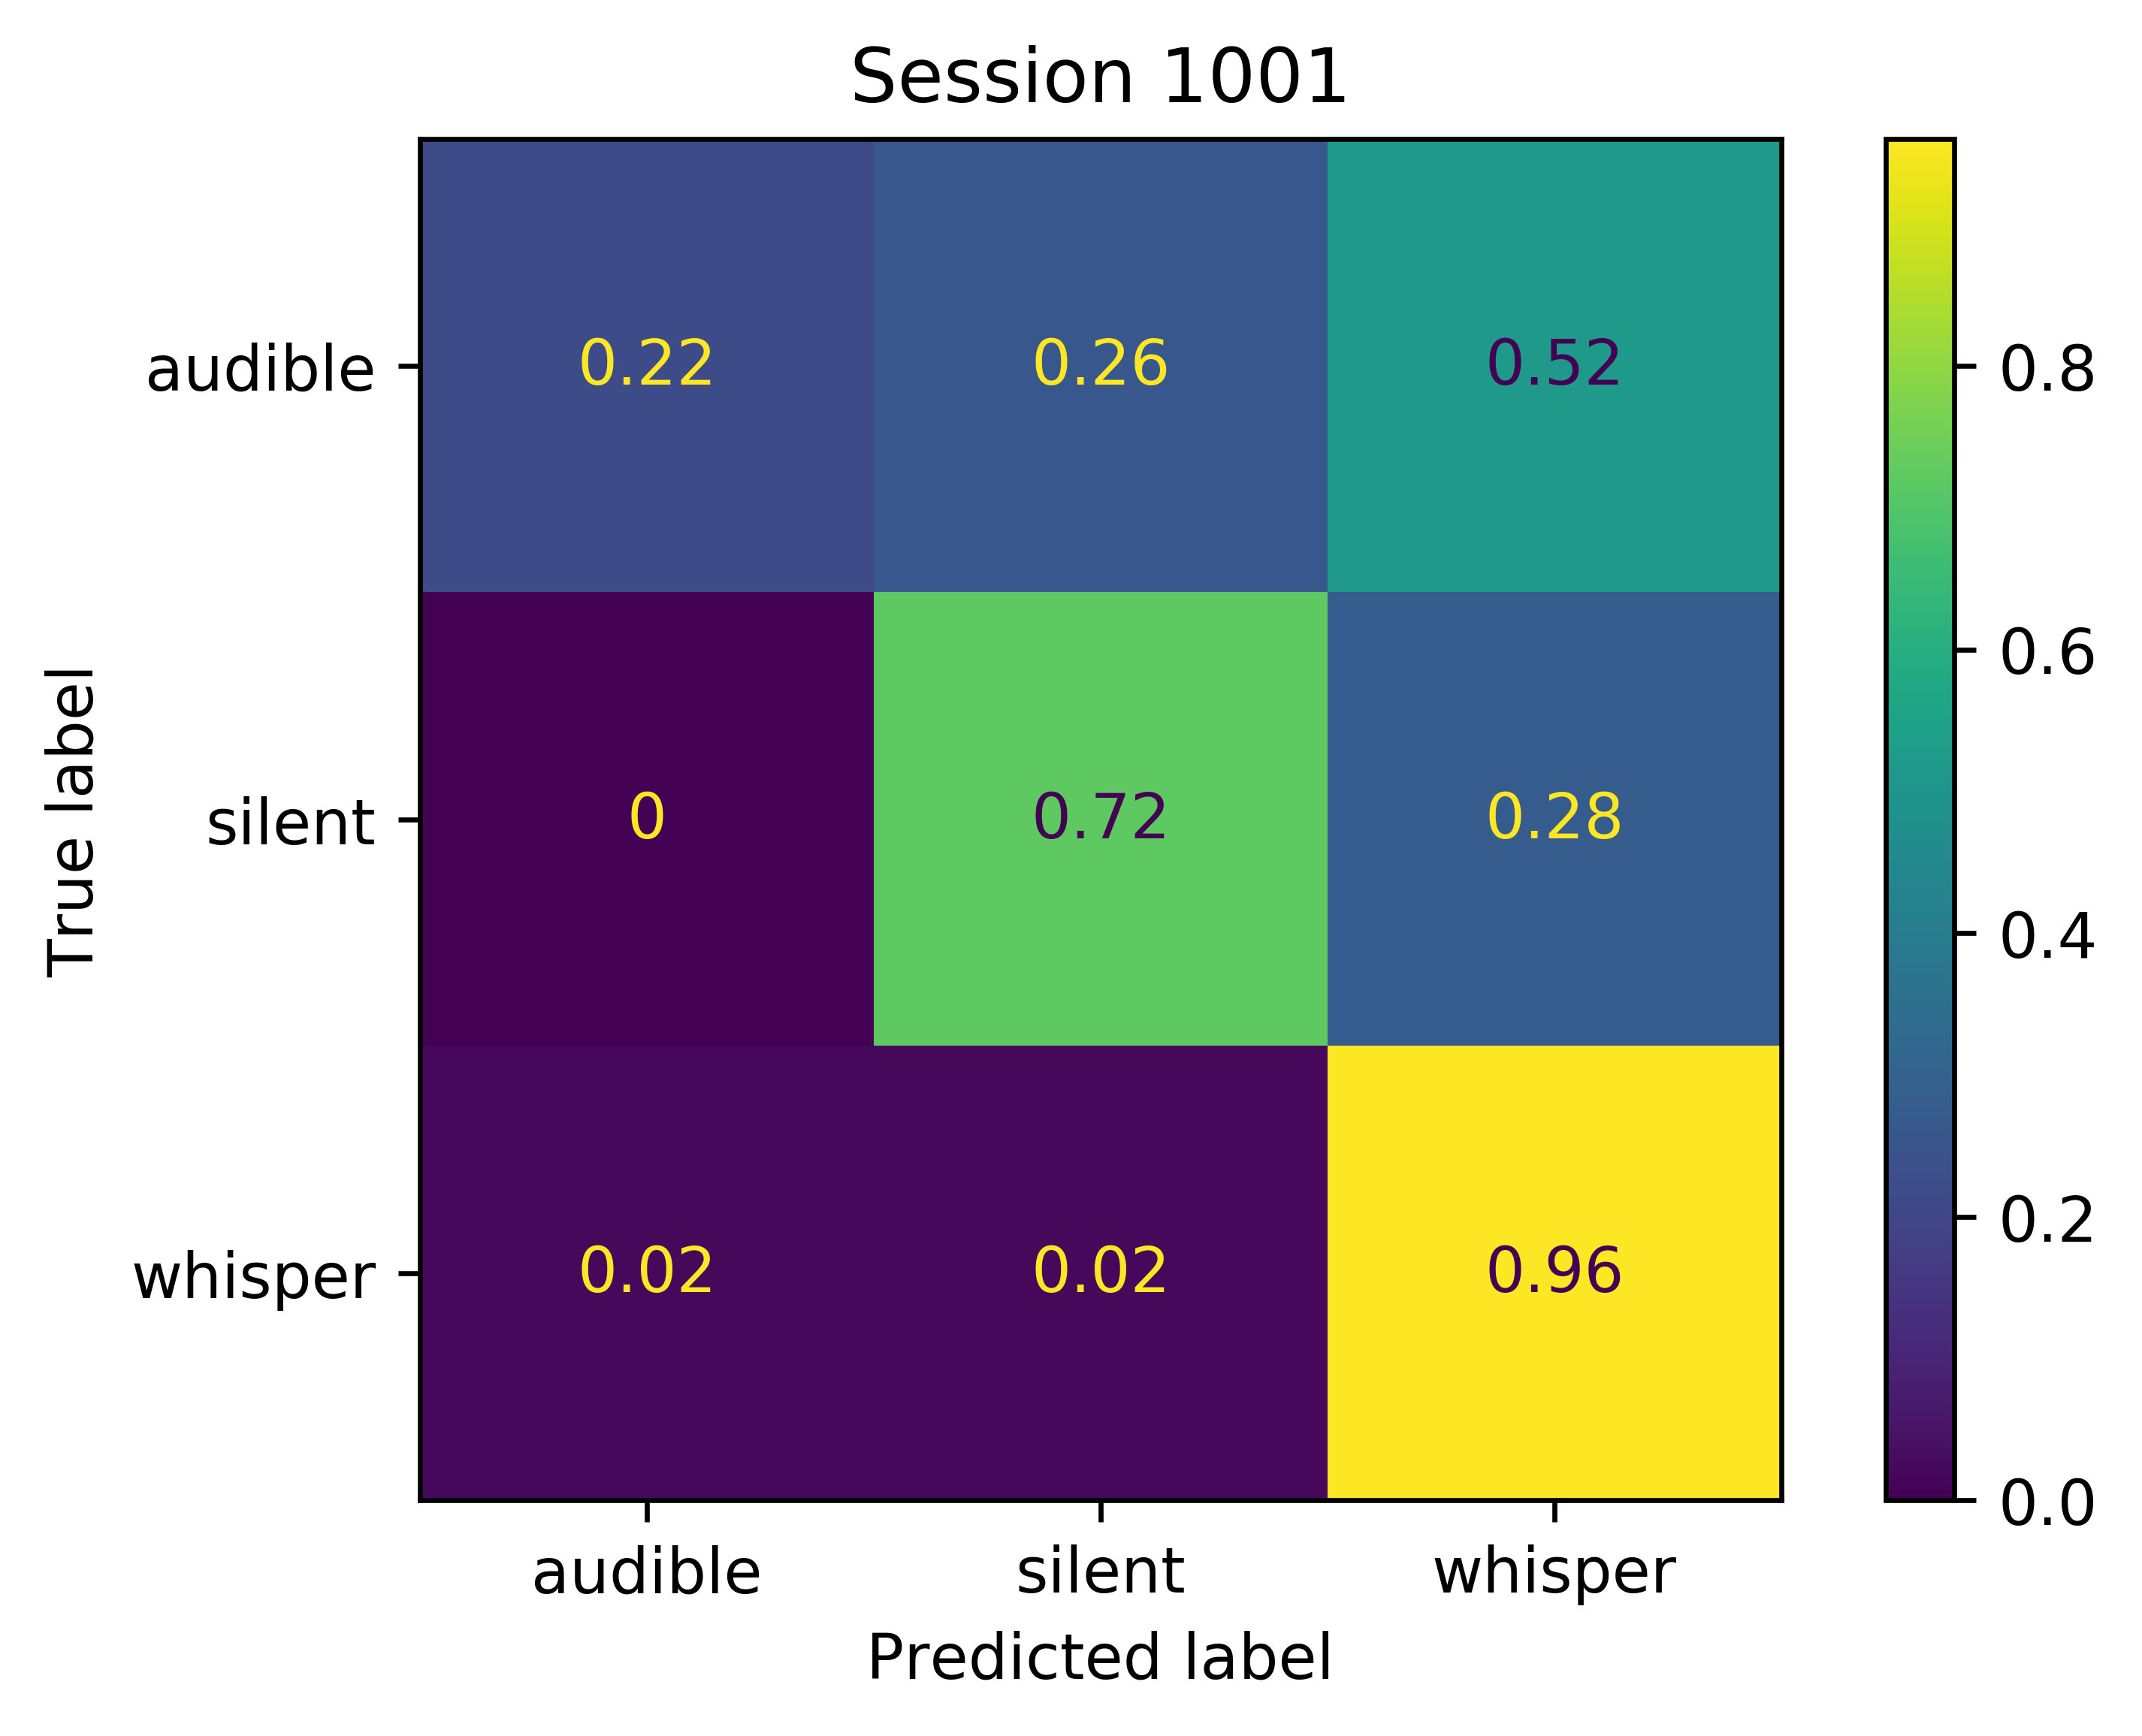 Session 1001
True label
audible 0.22 0.26 0.52
silent 0 0.72 0.28
whisper 0.02 0.02 0.96
audible silent whisper
Predicted label
0.8
0.6
0.4
0.2
0.0